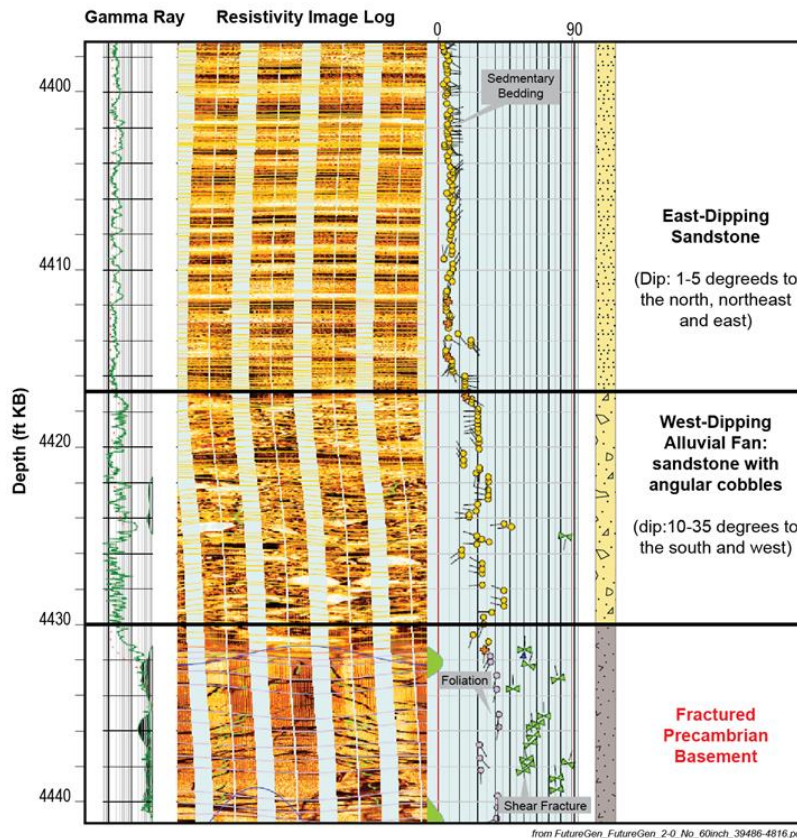 Gamma Ray Resistivity Image Log
0 90
4400
Sedmentary
Bedding
4410
East-Dipping
Sandstone
(Dip: 1-5 degreeds to
the north, northeast
and east)
Depth (ft KB)
4420
West-Dipping
Alluvial Fan:
sandstone with
angular cobbles
(dip:10-35 degrees to
the south and west)
4430
Foliation
Fractured
Precambrian
Basement
4440
Shear Fracture
from FutureGen_FutureGen_2-0_No_60inch_39486-4816.pd